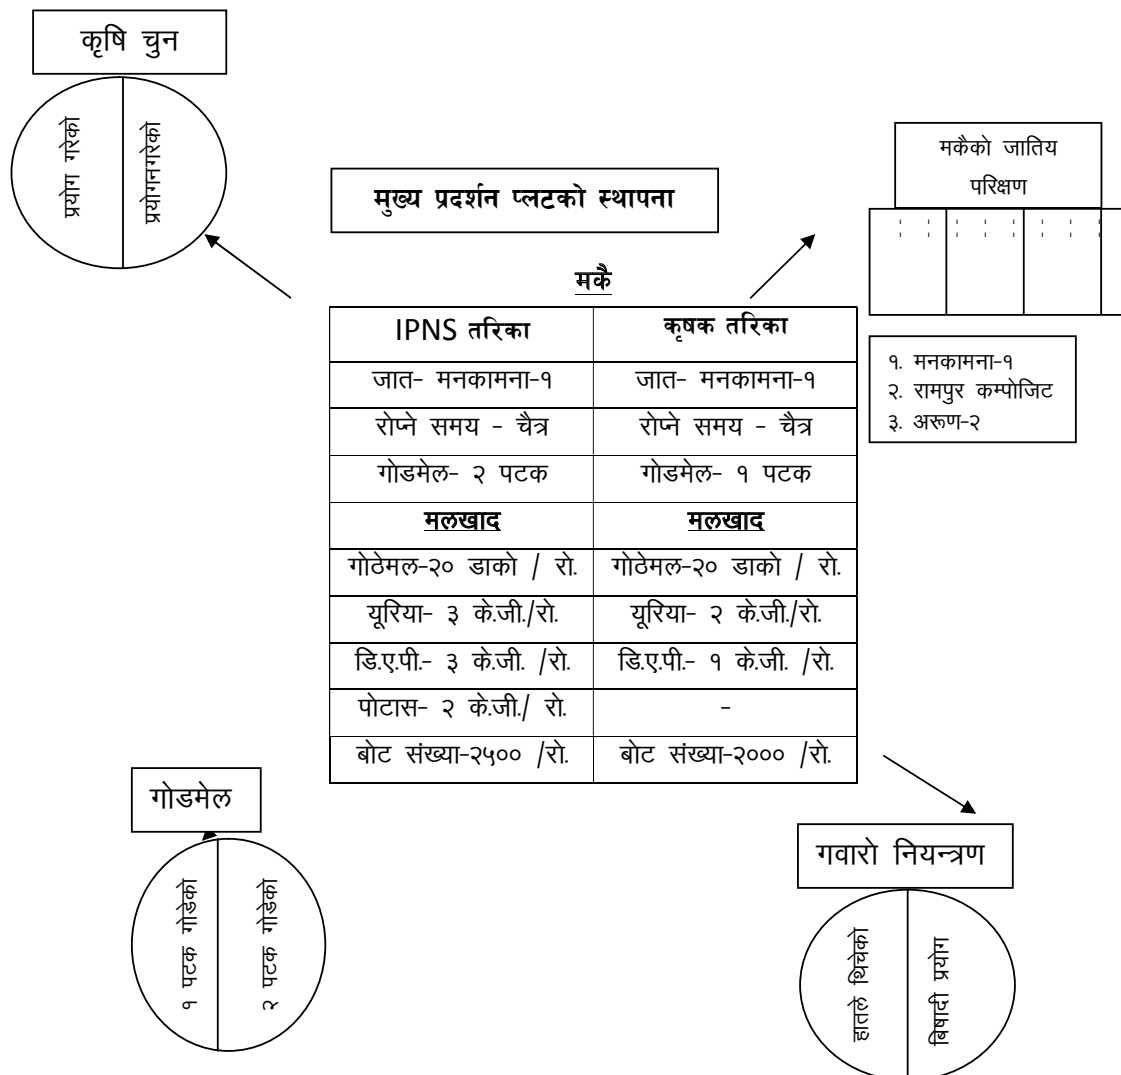 कृषि चुन
प्रयोग गरेको
प्रयोगनगरेको
मकैको जातिय
परिक्षण
मुख्य प्रदर्शन प्लटको स्थापना
१. मनकामना-१
२. रामपुर कम्पोजिट
३. अरूण-२
मकै
IPNS तरिका कृषक तरिका
जात- मनकामना-१ जात- मनकामना-१
रोप्ने समय - चैत्र रोप्ने समय - चैत्र
गोडमेल- २ पटक गोडमेल- १ पटक
मलखाद मलखाद
गोठेमल-२० डाको / रो. गोठेमल-२० डाको / रो.
यूरिया- ३ के.जी./रो. यूरिया- २ के.जी./रो.
डि.ए.पी.- ३ के.जी. /रो. डि.ए.पी.- १ के.जी. /रो.
पोटास- २ के.जी./ रो. -
बोट संख्या-२५०० /रो. बोट संख्या-२००० /रो.
गोडमेल
१ पटक गोडेको
२ पटक गोडेको
गवारो नियन्त्रण
हातले थिचेको
बिषादी प्रयोग